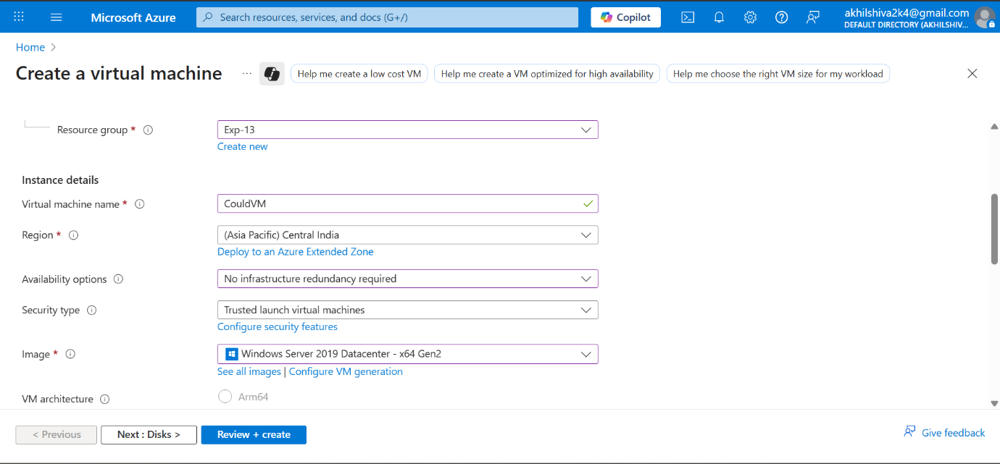 Microsoft Azure
Search resources, services, and docs (G+/)
Copilot
akhilshiva2k4@gmail.com
DEFAULT DIRECTORY (AKHILSHIV...
Home >
Create a virtual machine ...
Help me create a low cost VM
Help me create a VM optimized for high availability
Help me choose the right VM size for my workload
Resource group *
Exp-13
Create new
Instance details
Virtual machine name *
CouldVM
Region *
(Asia Pacific) Central India
Deploy to an Azure Extended Zone
Availability options
No infrastructure redundancy required
Security type
Trusted launch virtual machines
Configure security features
Image *
Windows Server 2019 Datacenter - x64 Gen2
See all images | Configure VM generation
VM architecture
Arm64
< Previous
Next : Disks >
Review + create
Give feedback